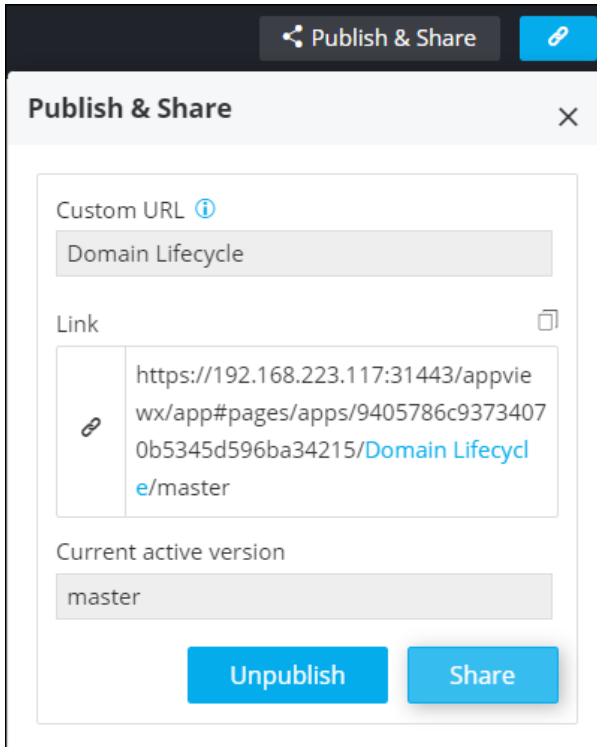 Publish & Share
Publish & Share
Custom URL
Domain Lifecycle
Link
https://192.168.223.117:31443/appvie
wx/app#pages/apps/9405786c9373407
0b5345d596ba34215/Domain Lifecycl
e/master
Current active version
master
Unpublish Share